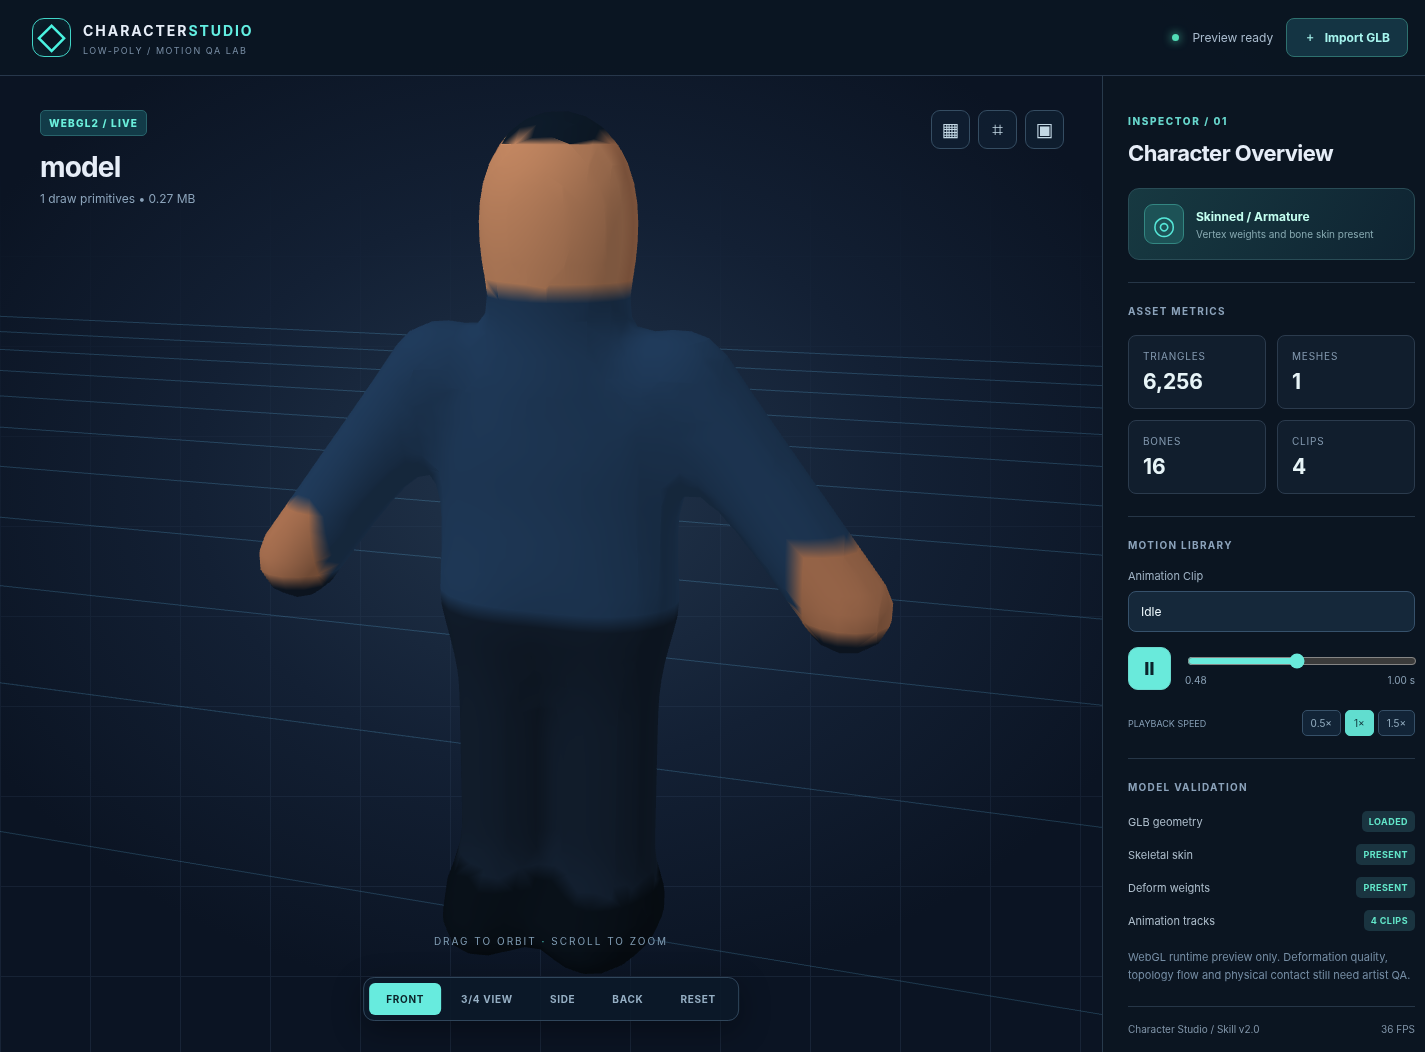 CHARACTERSTUDIO
LOW-POLY / MOTION QA LAB
Preview ready
+ Import GLB
WEBGL2 / LIVE
model
1 draw primitives • 0.27 MB
INSPECTOR / 01
Character Overview
Skinned / Armature
Vertex weights and bone skin present
ASSET METRICS
TRIANGLES
6,256
MESHES
1
BONES
16
CLIPS
4
MOTION LIBRARY
Animation Clip
Idle
0.48
1.00 s
PLAYBACK SPEED
0.5×
1×
1.5×
MODEL VALIDATION
GLB geometry
LOADED
Skeletal skin
PRESENT
Deform weights
PRESENT
Animation tracks
4 CLIPS
WebGL runtime preview only. Deformation quality,
topology flow and physical contact still need artist QA.
DRAG TO ORBIT · SCROLL TO ZOOM
FRONT
3/4 VIEW
SIDE
BACK
RESET
Character Studio / Skill v2.0
36 FPS